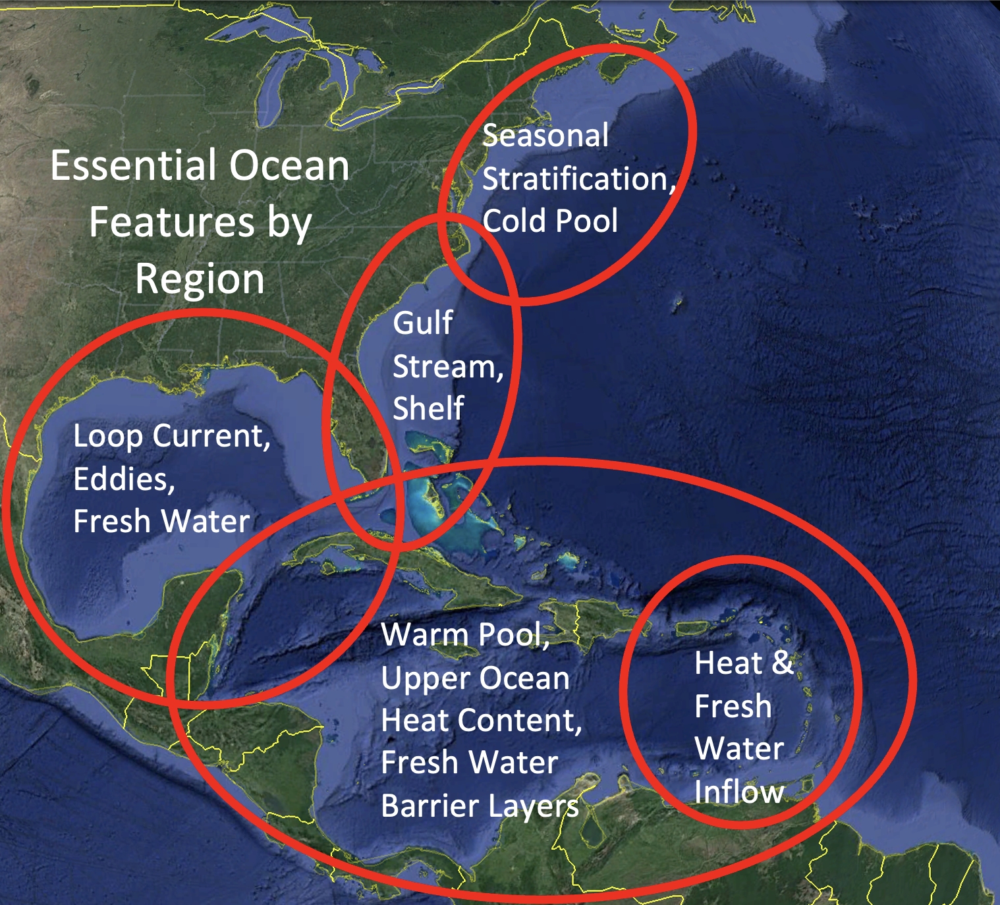 Essential Ocean
Features by
Region
Seasonal
Stratification,
Cold Pool
Gulf
Stream,
Shelf
Loop Current,
Eddies,
Fresh Water
Warm Pool,
Upper Ocean
Heat Content,
Fresh Water
Barrier Layers
Heat &
Fresh
Water
Inflow